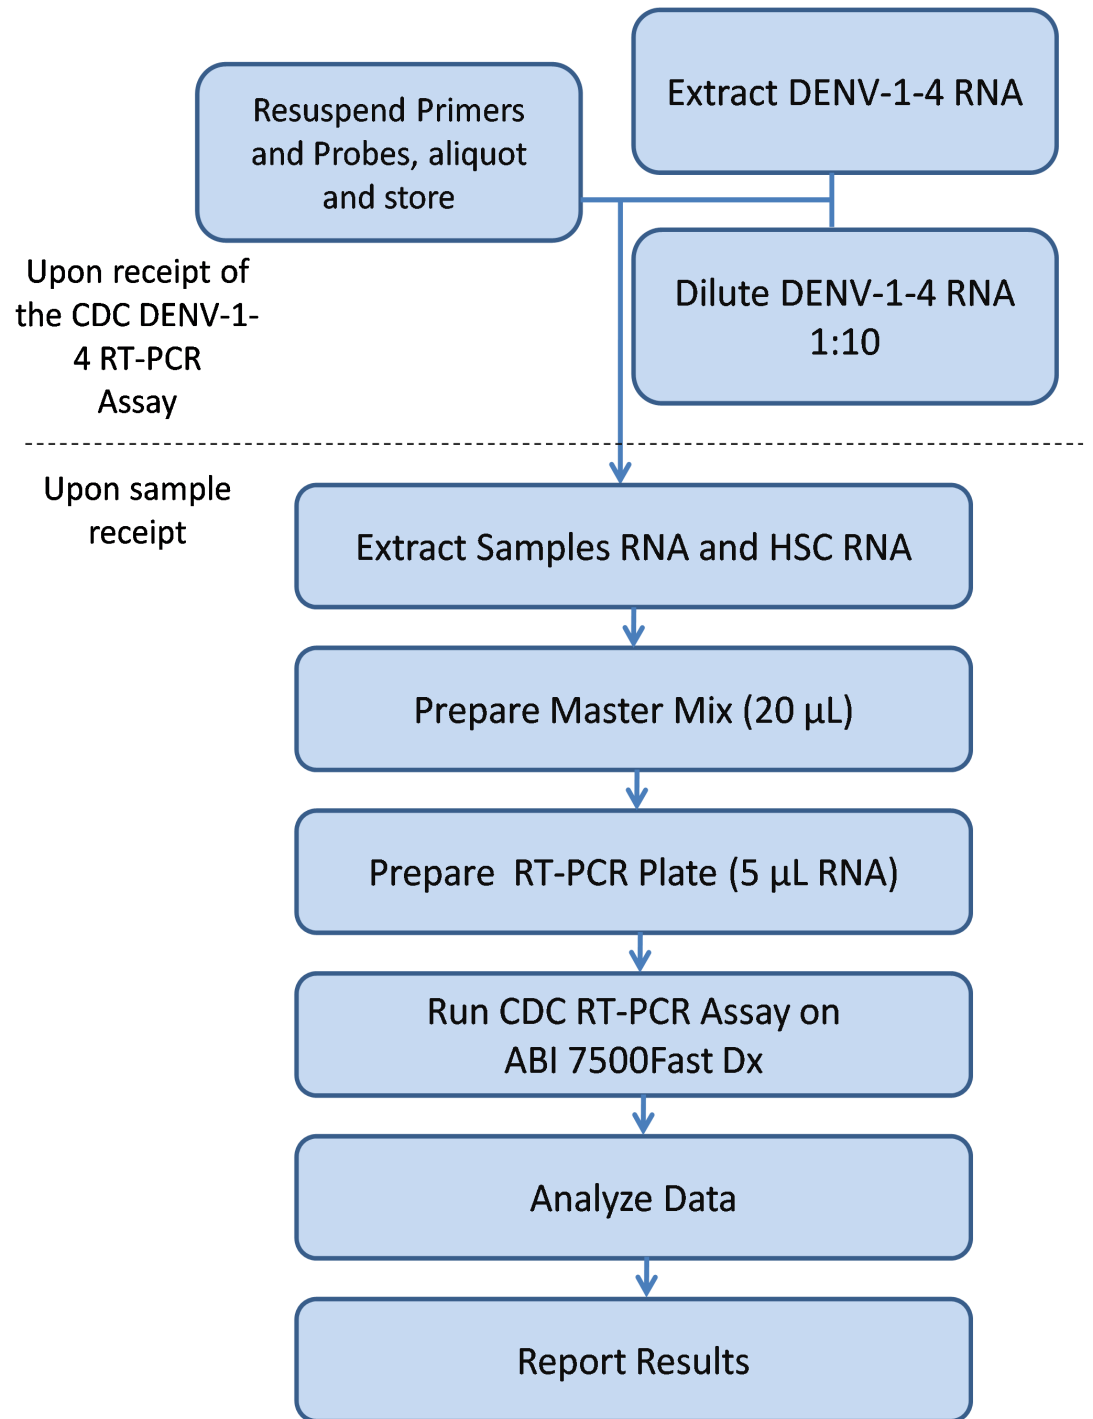 Extract DENV-1-4 RNA
Resuspend Primers
and Probes, aliquot
and store
Dilute DENV-1-4 RNA
1:10
Upon receipt of
the CDC DENV-1-
4 RT-PCR
Assay
Upon sample
receipt
Extract Samples RNA and HSC RNA
Prepare Master Mix (20 µL)
Prepare  RT-PCR Plate (5 µL RNA)
Run CDC RT-PCR Assay on
ABI 7500Fast Dx
Analyze Data
Report Results